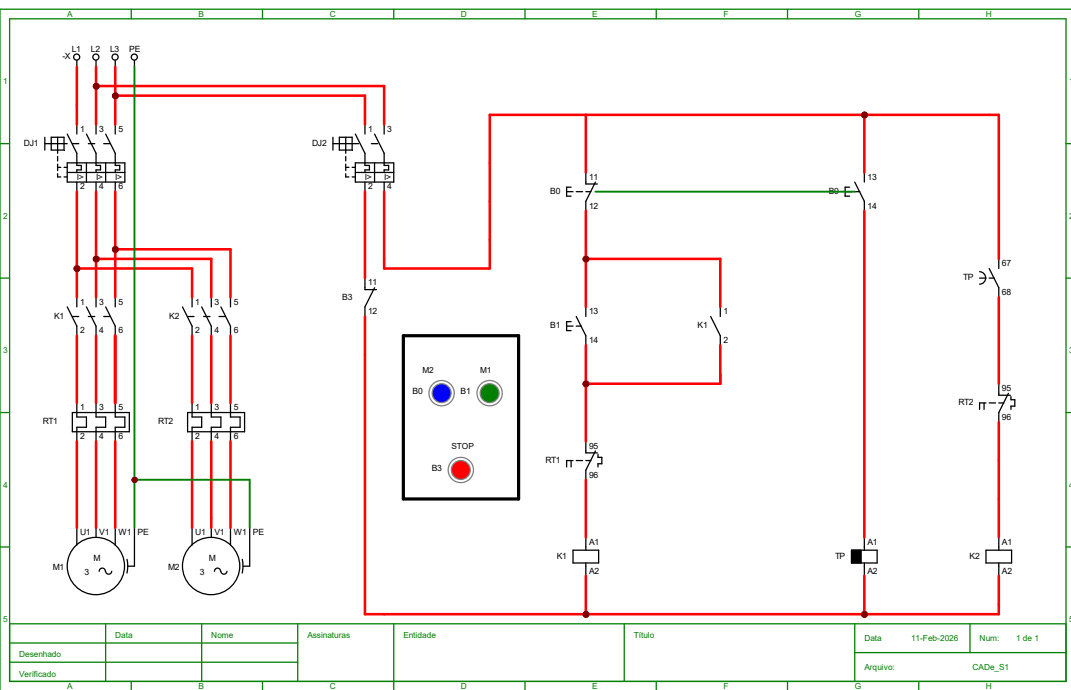 A B C D E F G H
L1 L2 L3 PE
-X
1 1
1 3 5 1 3
DJ1 DJ2
2 4 6 2 4
11 13
B0 B0
12 14
2 2
67
TP
68
11
B3
12
1 3 5 1 3 5
K1 K2
2 4 6 2 4 6
13 1
B1 K1
14 2
3 3
M2 M1
B0 B1
95
RT2
96
1 3 5 1 3 5
RT1 RT2
2 4 6 2 4 6
STOP
B3
95
RT1
96
4 4
U1 V1 W1 PE U1 V1 W1 PE
A1 A1 A1
K1 TP K2
A2 A2 A2
M M
M1 3 M2 3
5 5
Data Nome Assinaturas Entidade Título Data 11-Feb-2026 Num: 1 de 1
Desenhado
Arquivo: CADe_S1
Verificado
A B C D E F G H